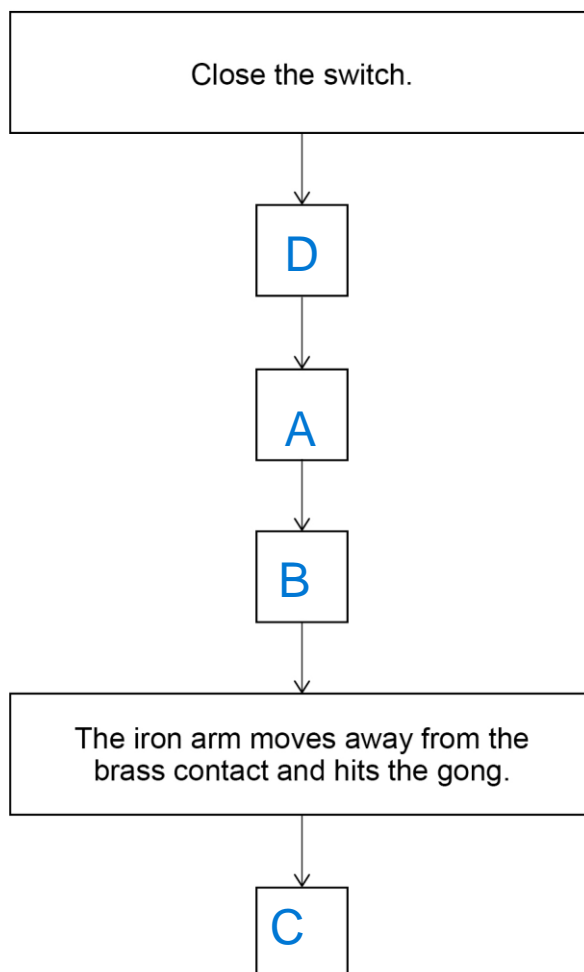 Close the switch.
D
A
B
The iron arm moves away from the
brass contact and hits the gong.
C